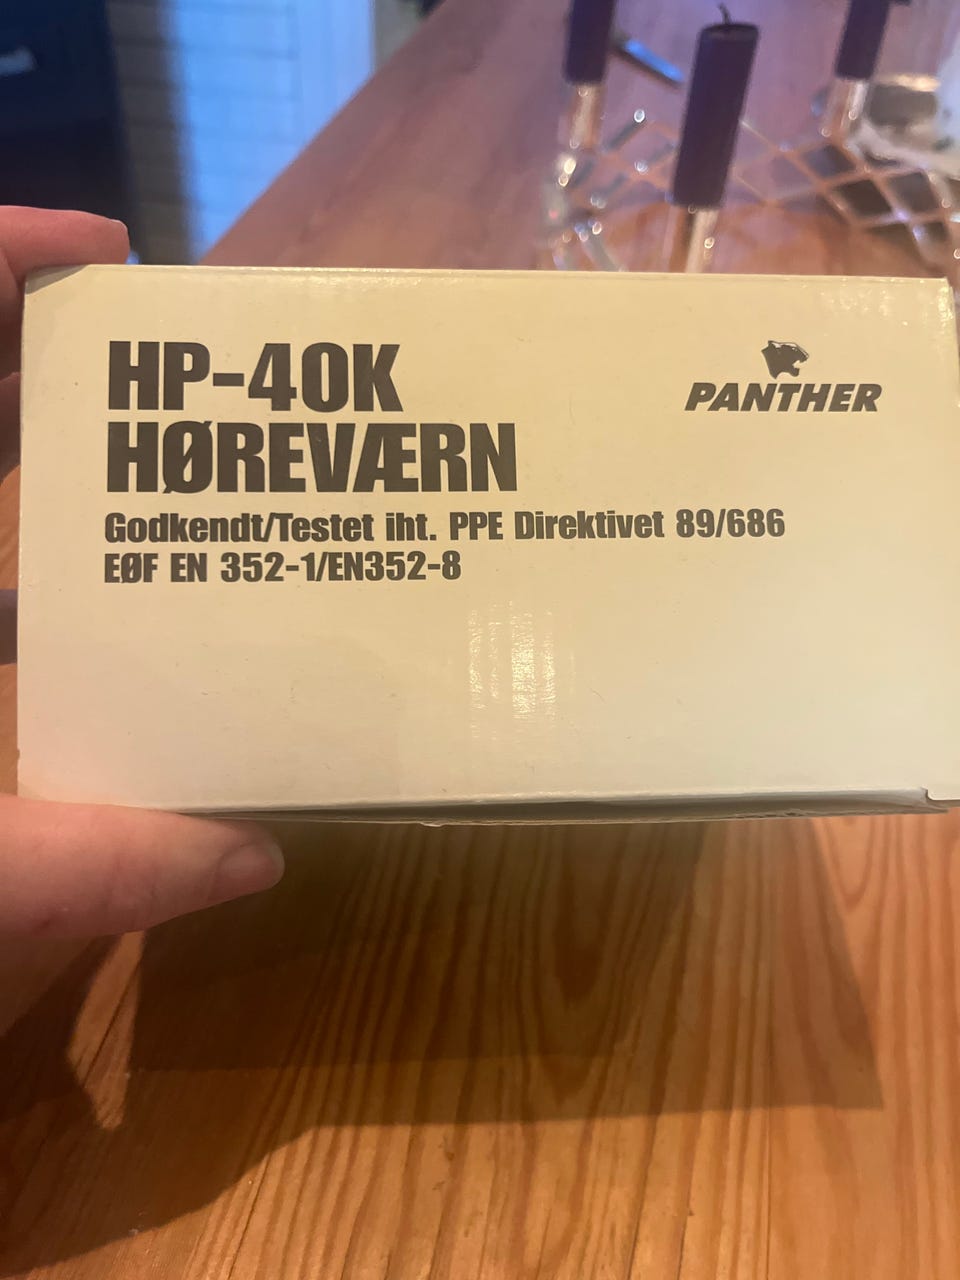 HP-40K
HØREVÆRN
PANTHER
Godkendt/Testet iht. PPE Direktivet 89/686
EØF EN 352-1/EN352-8